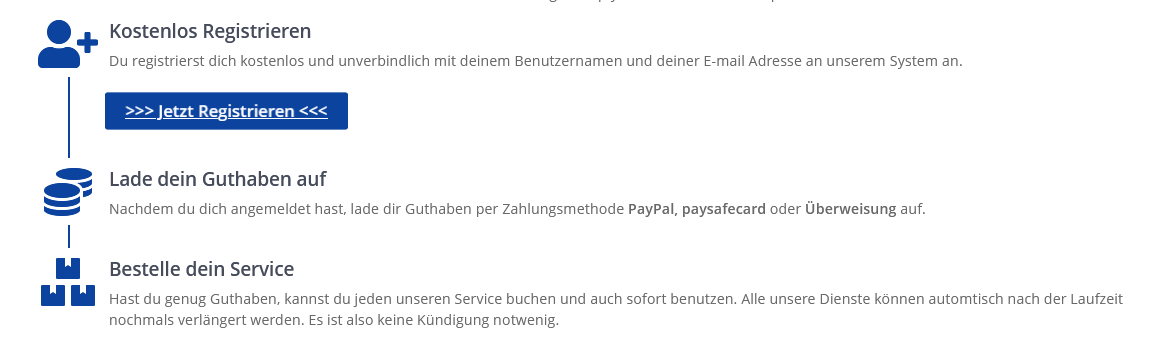 Kostenlos Registrieren
Du registrierst dich kostenlos und unverbindlich mit deinem Benutzernamen und deiner E-mail Adresse an unserem System an.
>>> Jetzt Registrieren <<<
Lade dein Guthaben auf
Nachdem du dich angemeldet hast, lade dir Guthaben per Zahlungsmethode PayPal, paysafecard oder Überweisung auf.
Bestelle dein Service
Hast du genug Guthaben, kannst du jeden unseren Service buchen und auch sofort benutzen. Alle unsere Dienste können automtisch nach der Laufzeit
nochmals verlängert werden. Es ist also keine Kündigung notwenig.